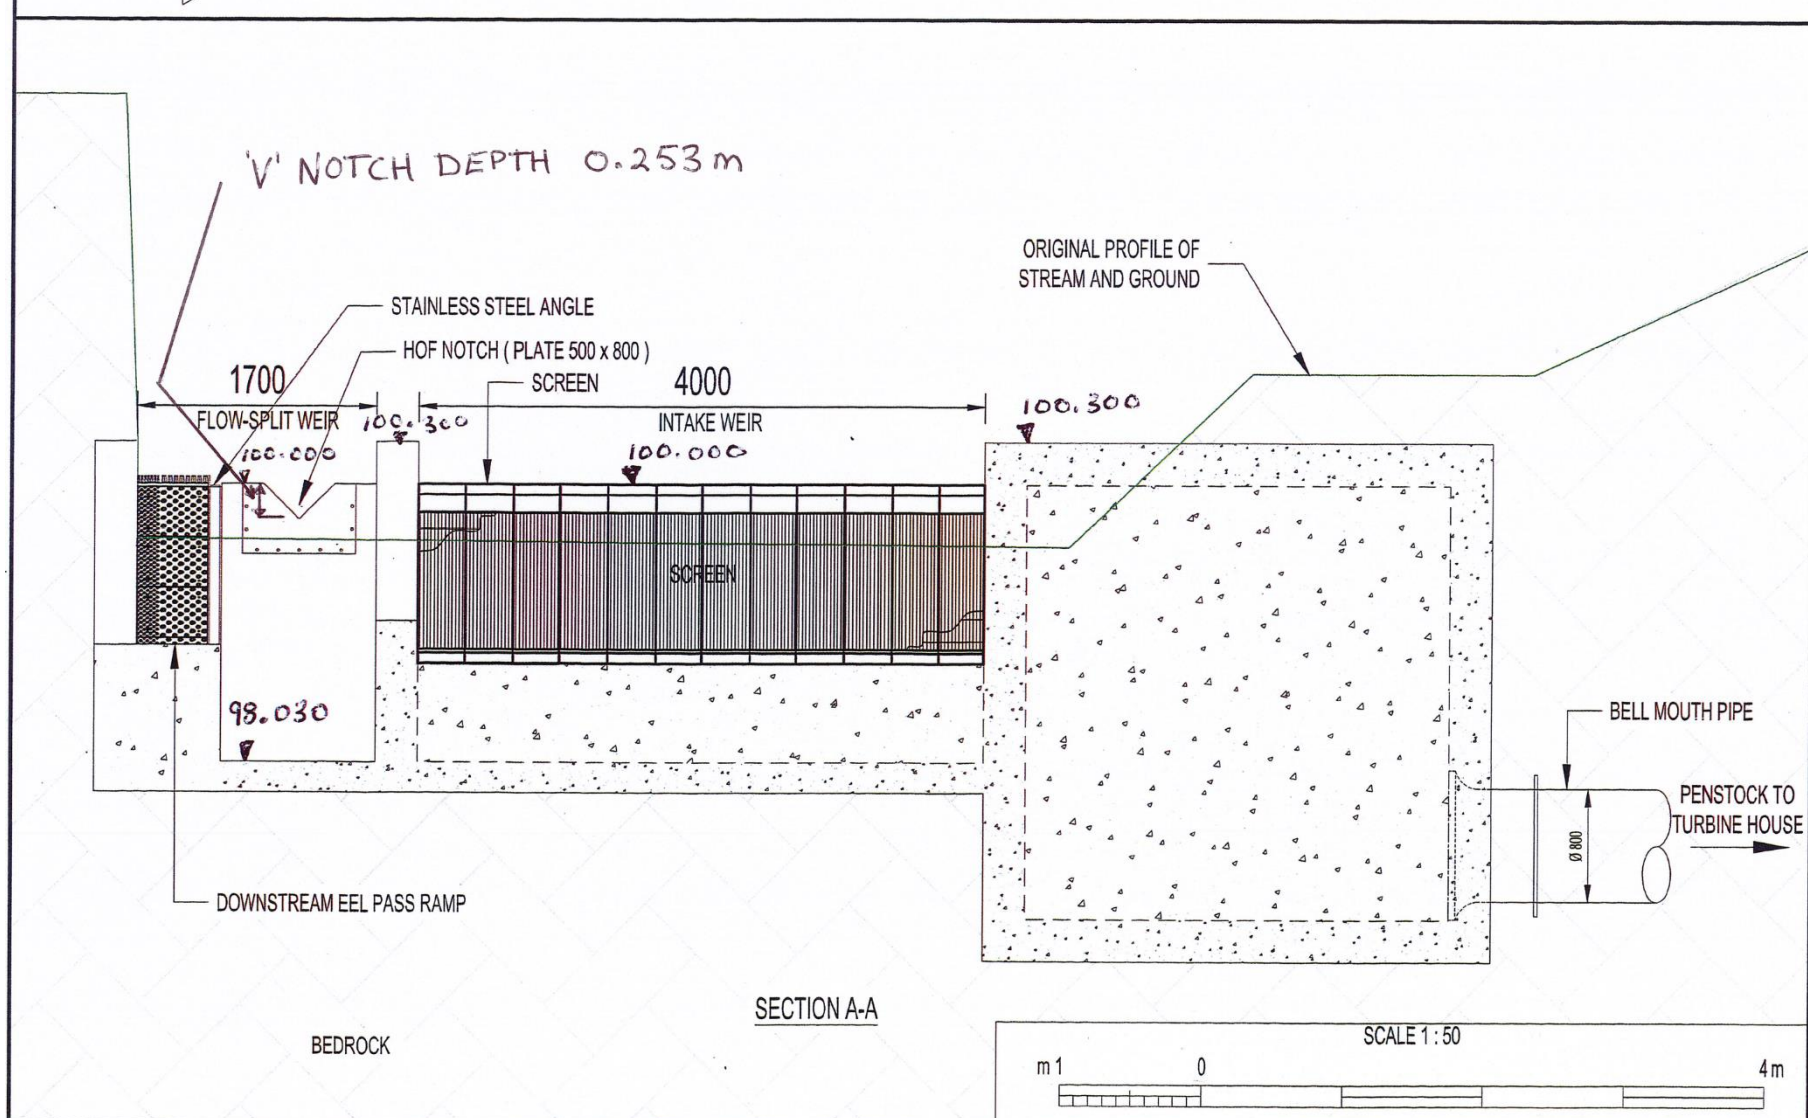 'V' NOTCH DEPTH 0.253m
ORIGINAL PROFILE OF
STREAM AND GROUND
STAINLESS STEEL ANGLE
HOF NOTCH ( PLATE 500 x 800 )
SCREEN
1700
4000
FLOW-SPLIT WEIR
INTAKE WEIR
100.300
100.300
100.000
100.000
SCREEN
98.030
BELL MOUTH PIPE
PENSTOCK TO
TURBINE HOUSE
Ø 800
DOWNSTREAM EEL PASS RAMP
SECTION A-A
BEDROCK
SCALE 1 : 50
m 1 0 4 m